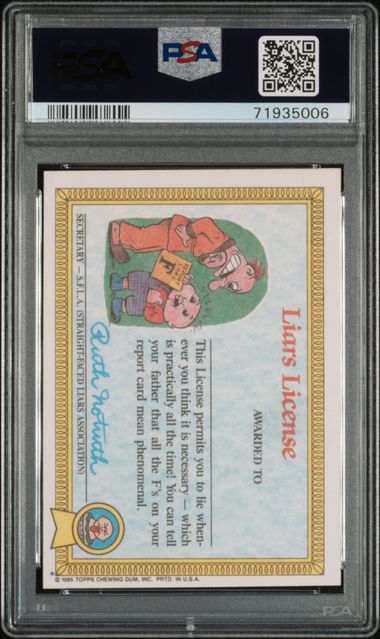 PSA
PSA
71935006
Liars License
AWARDED TO
This License permits you to lie when-
ever you think it is necessary — which
is practically all the time! You can tell
your father that all the F's on your
report card mean phenomenal.
Ruth Notruth
SECRETARY — S.F.L.A. (STRAIGHT-FACED LIARS ASSOCIATION)
* © 1985 TOPPS CHEWING GUM, INC. PRTD. IN U.S.A.